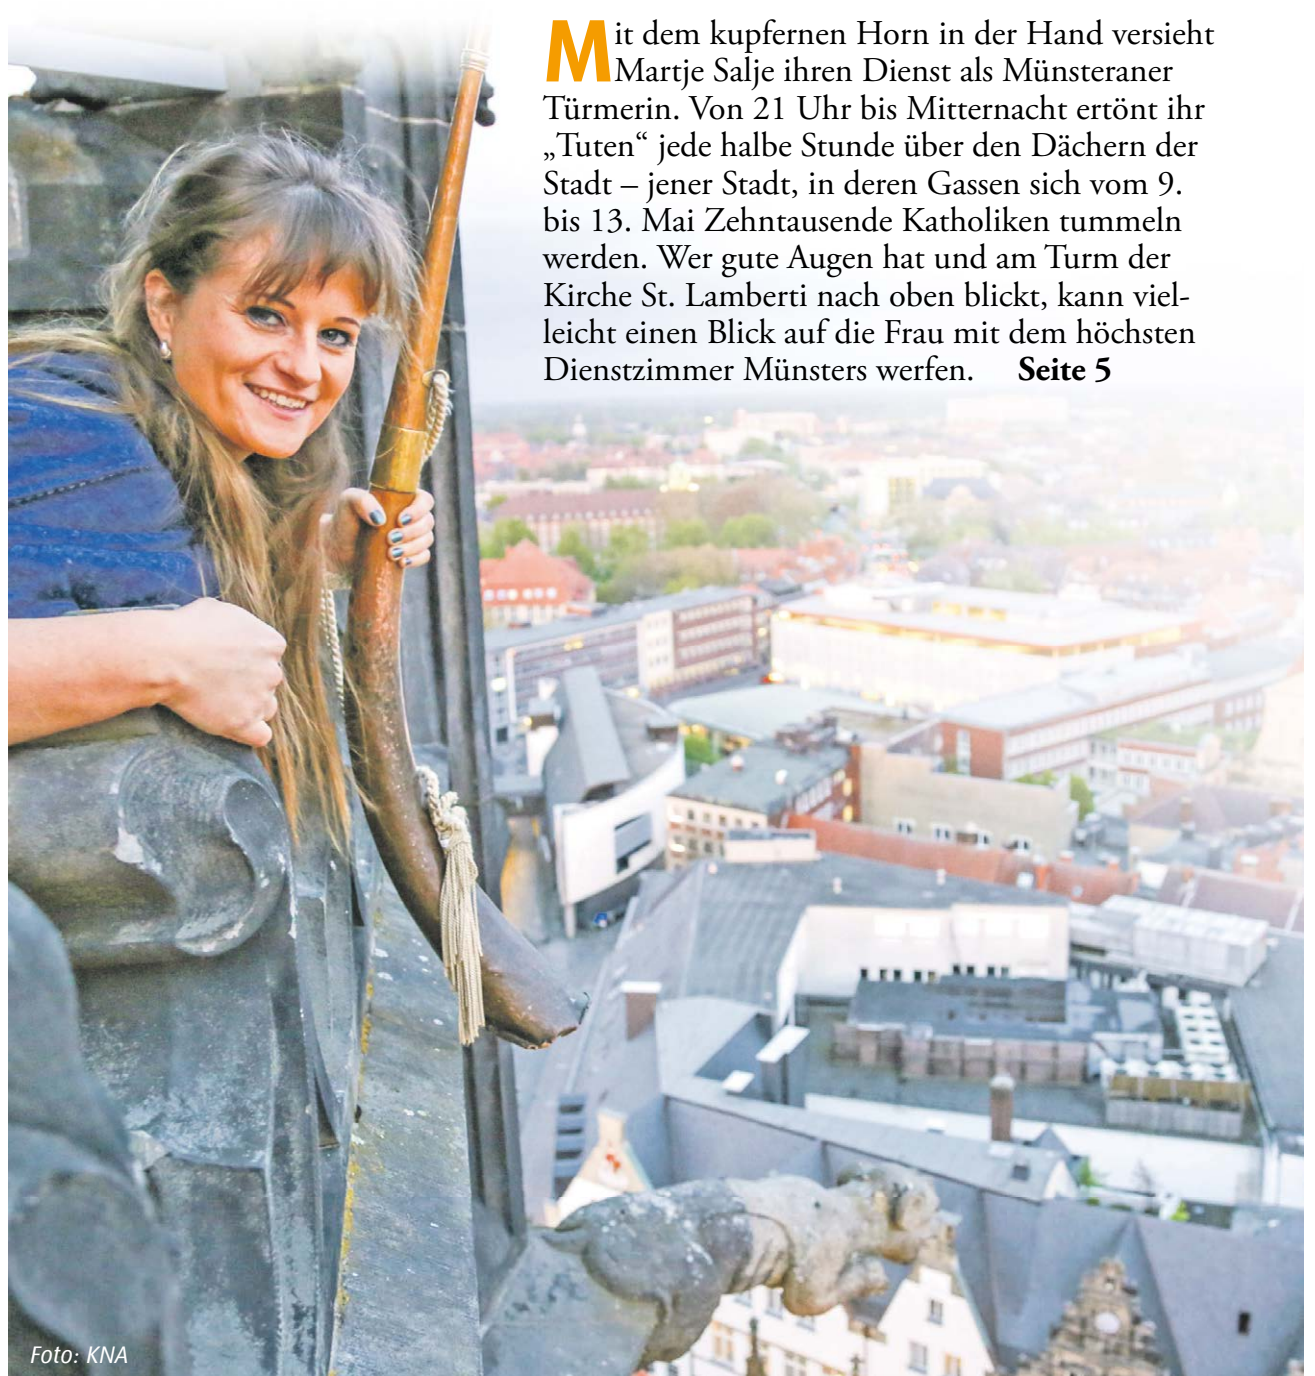 Mit dem kupfernen Horn in der Hand versieht
Martje Salje ihren Dienst als Münsteraner
Türmerin. Von 21 Uhr bis Mitternacht ertönt ihr
„Tuten“ jede halbe Stunde über den Dächern der
Stadt – jener Stadt, in deren Gassen sich vom 9.
bis 13. Mai Zehntausende Katholiken tummeln
werden. Wer gute Augen hat und am Turm der
Kirche St. Lamberti nach oben blickt, kann viel-
leicht einen Blick auf die Frau mit dem höchsten
Dienstzimmer Münsters werfen. Seite 5
Foto: KNA